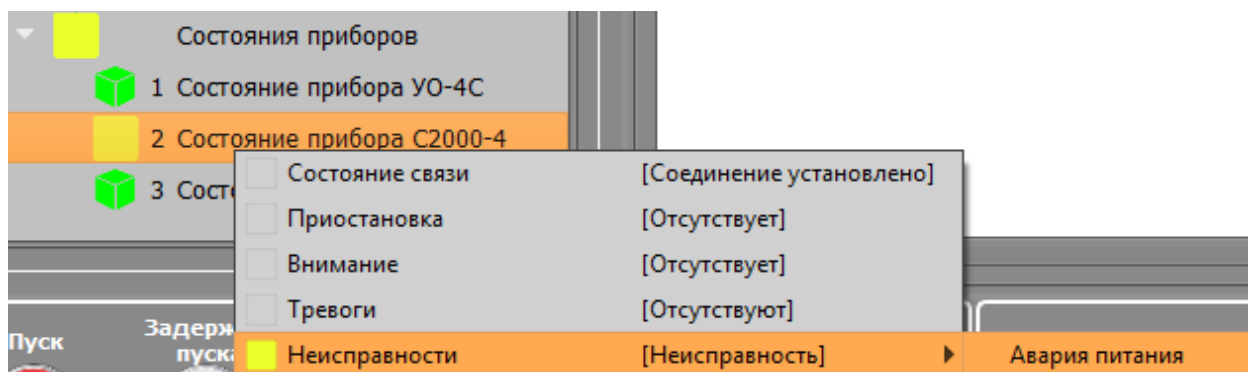 Состояния приборов
1 Состояние прибора УО-4С
2 Состояние прибора С2000-4
3
Состояние связи [Соединение установлено]
Приостановка [Отсутствует]
Внимание [Отсутствует]
Тревоги [Отсутствуют]
Неисправности [Неисправность] Авария питания
Пуск